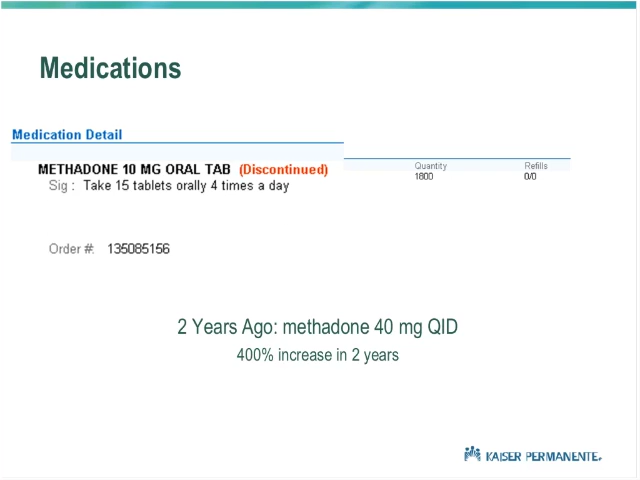 Medications
Medication Detail
METHADONE 10 MG ORAL TAB (Discontinued)
Quantity Refills
1800 0/0
Sig : Take 15 tablets orally 4 times a day
Order #: 135085156
2 Years Ago: methadone 40 mg QID
400% increase in 2 years
KAISER PERMANENTE.